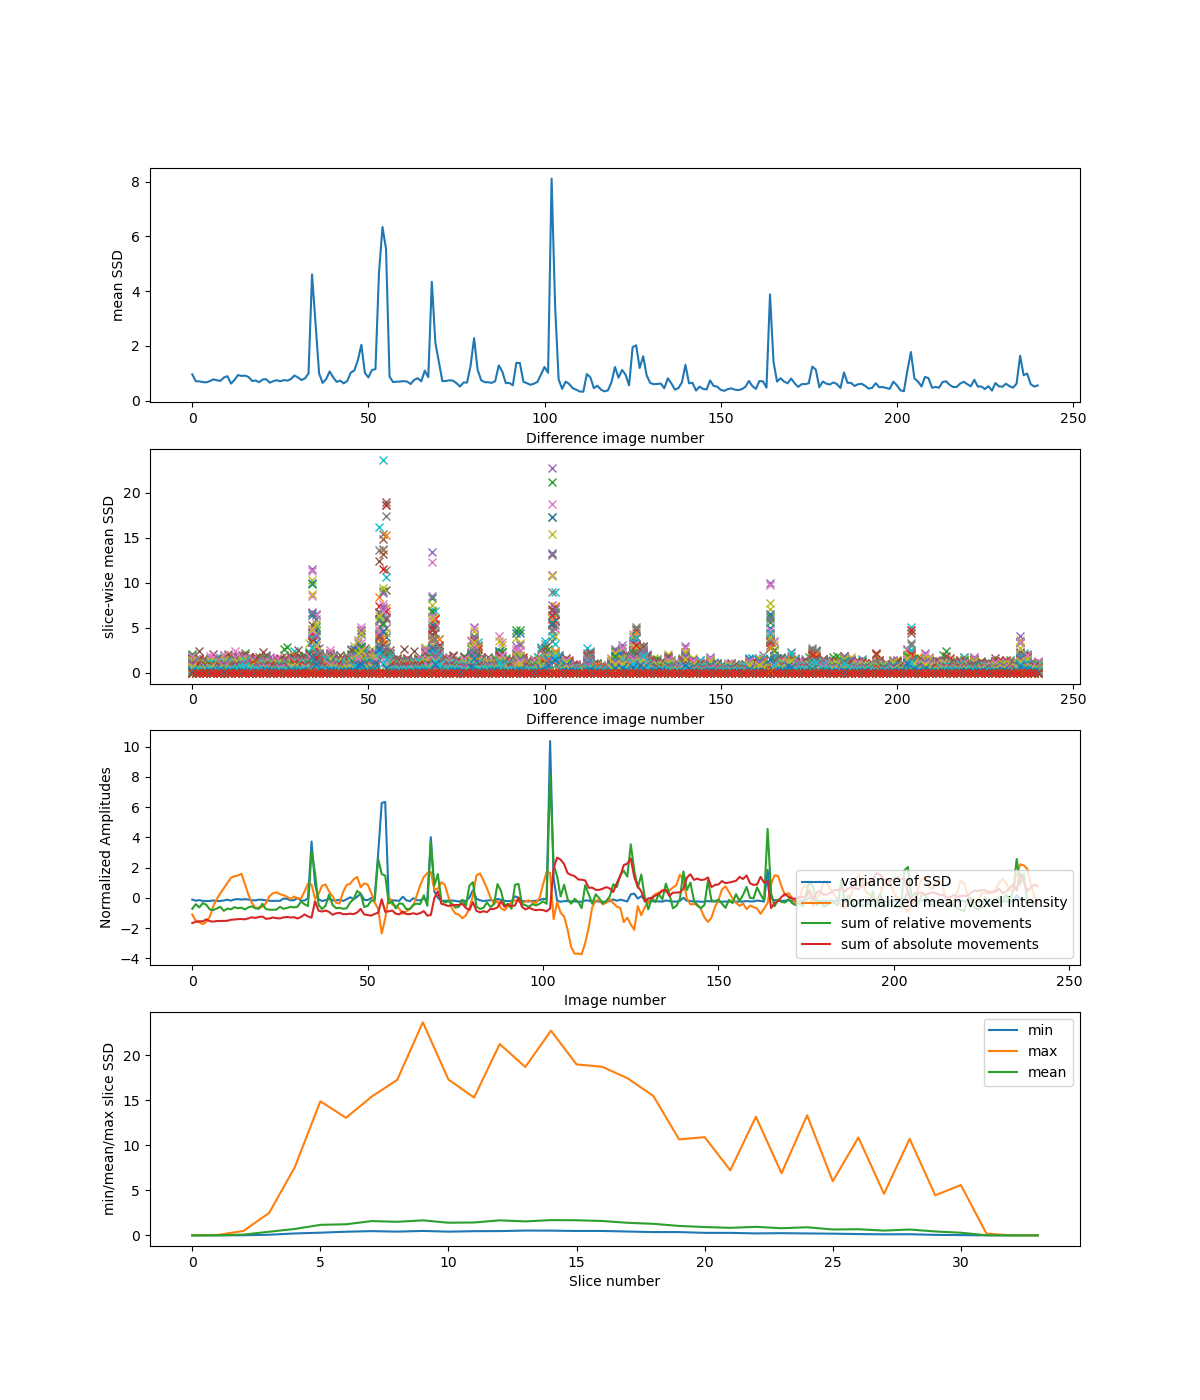 8
6
4
2
0
mean SSD
0 50 100 150 200 250
Difference image number
20
15
10
5
0
slice-wise mean SSD
0 50 100 150 200 250
Difference image number
10
8
6
4
2
0
−2
−4
Normalized Amplitudes
variance of SSD
normalized mean voxel intensity
sum of relative movements
sum of absolute movements
0 50 100 150 200 250
Image number
20
15
10
5
0
min/mean/max slice SSD
min
max
mean
0 5 10 15 20 25 30
Slice number